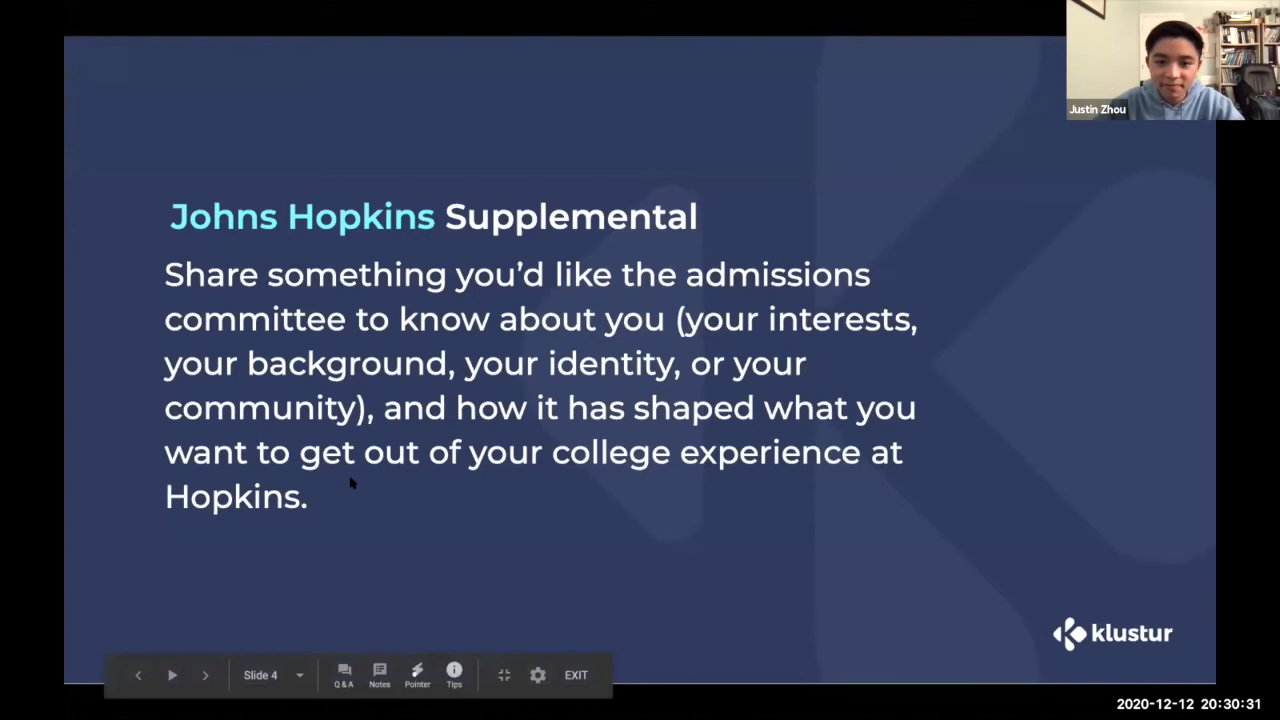 Justin Zhou
Johns Hopkins Supplemental
Share something you’d like the admissions
committee to know about you (your interests,
your background, your identity, or your
community), and how it has shaped what you
want to get out of your college experience at
Hopkins.
klustur
Slide 4
Q & A
Notes
Pointer
Tips
EXIT
2020-12-12 20:30:31